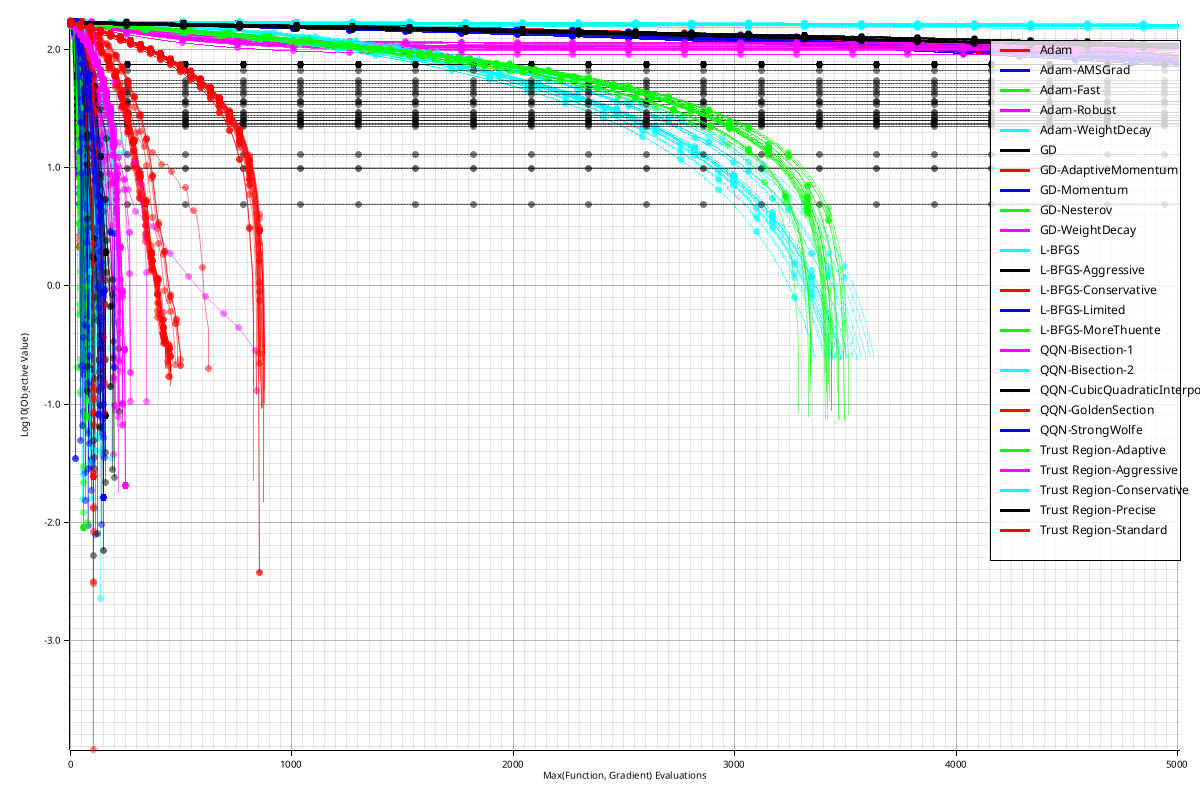 2.0
1.0
0.0
-1.0
-2.0
-3.0
Log10(Objective Value)
0
1000
2000
3000
4000
5000
Max(Function, Gradient) Evaluations
Adam
Adam-AMSGrad
Adam-Fast
Adam-Robust
Adam-WeightDecay
GD
GD-AdaptiveMomentum
GD-Momentum
GD-Nesterov
GD-WeightDecay
L-BFGS
L-BFGS-Aggressive
L-BFGS-Conservative
L-BFGS-Limited
L-BFGS-MoreThuente
QQN-Bisection-1
QQN-Bisection-2
QQN-CubicQuadraticInterpo
QQN-GoldenSection
QQN-StrongWolfe
Trust Region-Adaptive
Trust Region-Aggressive
Trust Region-Conservative
Trust Region-Precise
Trust Region-Standard